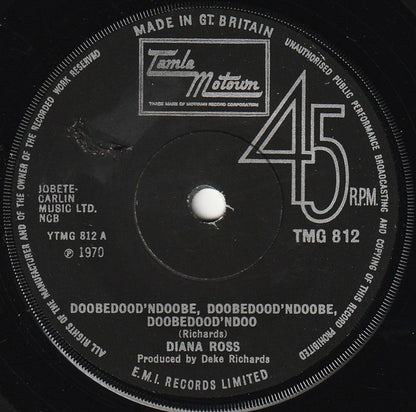 MADE IN GT. BRITAIN
ALL RIGHTS OF THE MANUFACTURER AND OF THE OWNER OF THE RECORDED WORK RESERVED
UNAUTHORISED PUBLIC PERFORMANCE BROADCASTING AND COPYING OF THIS RECORD PROHIBITED
Tamla
Motown
TRADE MARK OF MOTOWN RECORD CORPORATION
45
R.P.M.
TMG 812
JOBETE-
CARLIN
MUSIC LTD.
NCB
YTMG 812 A
℗ 1970
DOOBEDOOD'NDOOBE, DOOBEDOOD'NDOOBE,
DOOBEDOOD'NDOO
(Richards)
DIANA ROSS
Produced by Deke Richards
E.M.I. RECORDS LIMITED